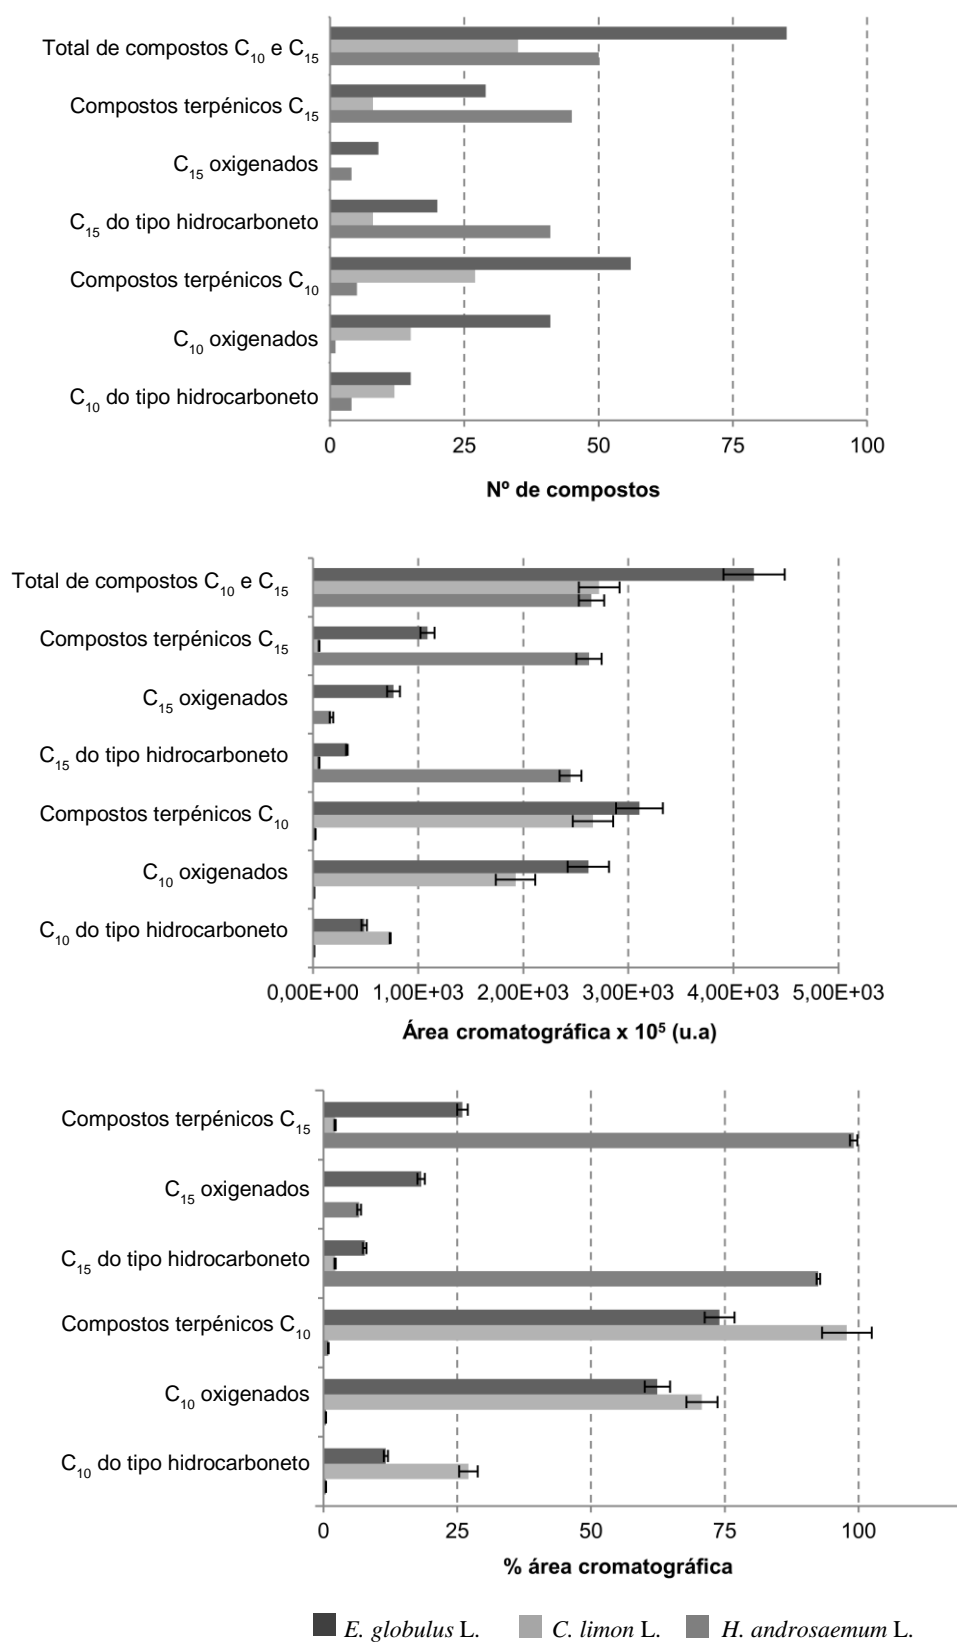 Total de compostos C10 e C15
Compostos terpénicos C15
C15 oxigenados
C15 do tipo hidrocarboneto
Compostos terpénicos C10
C10 oxigenados
C10 do tipo hidrocarboneto
0 25 50 75 100
Nº de compostos
Total de compostos C10 e C15
Compostos terpénicos C15
C15 oxigenados
C15 do tipo hidrocarboneto
Compostos terpénicos C10
C10 oxigenados
C10 do tipo hidrocarboneto
0,00E+00 1,00E+03 2,00E+03 3,00E+03 4,00E+03 5,00E+03
Área cromatográfica x 10⁵ (u.a)
Compostos terpénicos C15
C15 oxigenados
C15 do tipo hidrocarboneto
Compostos terpénicos C10
C10 oxigenados
C10 do tipo hidrocarboneto
0 25 50 75 100
% área cromatográfica
E. globulus L. C. limon L. H. androsaemum L.